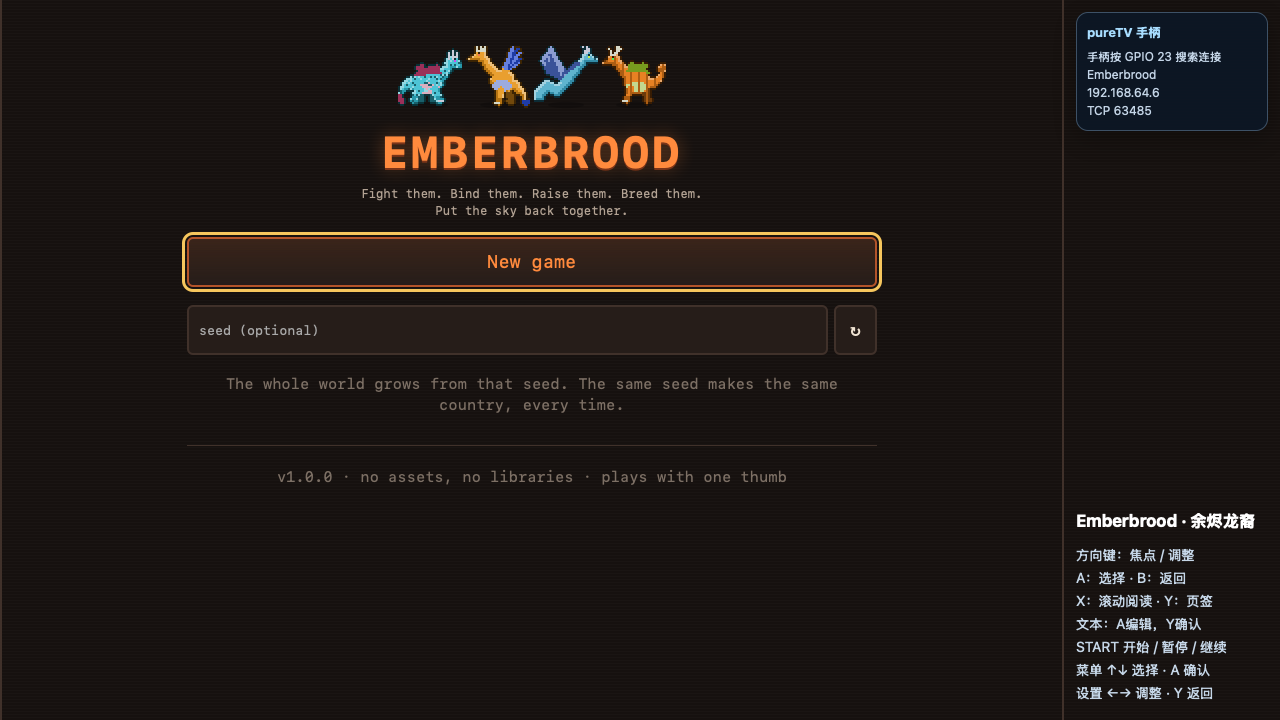 EMBERBROOD
Fight them. Bind them. Raise them. Breed them.
Put the sky back together.
New game
seed (optional)
↻
The whole world grows from that seed. The same seed makes the same
country, every time.
v1.0.0 · no assets, no libraries · plays with one thumb
pureTV 手柄
手柄按 GPIO 23 搜索连接
Emberbrood
192.168.64.6
TCP 63485
Emberbrood · 余烬龙裔
方向键：焦点 / 调整
A：选择 · B：返回
X：滚动阅读 · Y：页签
文本：A编辑，Y确认
START 开始 / 暂停 / 继续
菜单 ↑↓ 选择 · A 确认
设置 ←→ 调整 · Y 返回